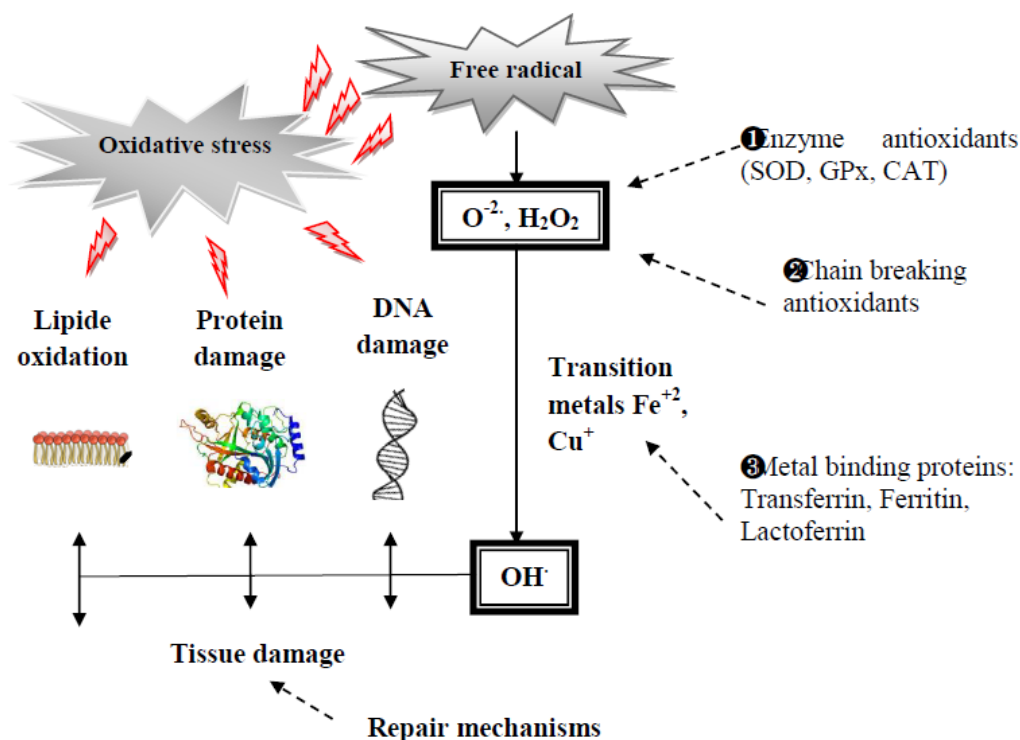 Free radical
Oxidative stress
❶Enzyme antioxidants
(SOD, GPx, CAT)
O⁻²·, H₂O₂
❷Chain breaking
antioxidants
Lipide
oxidation
Protein
damage
DNA
damage
Transition
metals Fe⁺²,
Cu⁺
❸Metal binding proteins:
Transferrin, Ferritin,
Lactoferrin
OH·
Tissue damage
Repair mechanisms